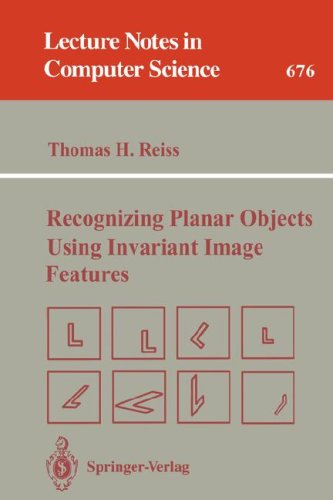 Lecture Notes in
Computer Science
676
Thomas H. Reiss
Recognizing Planar Objects
Using Invariant Image
Features
Springer-Verlag